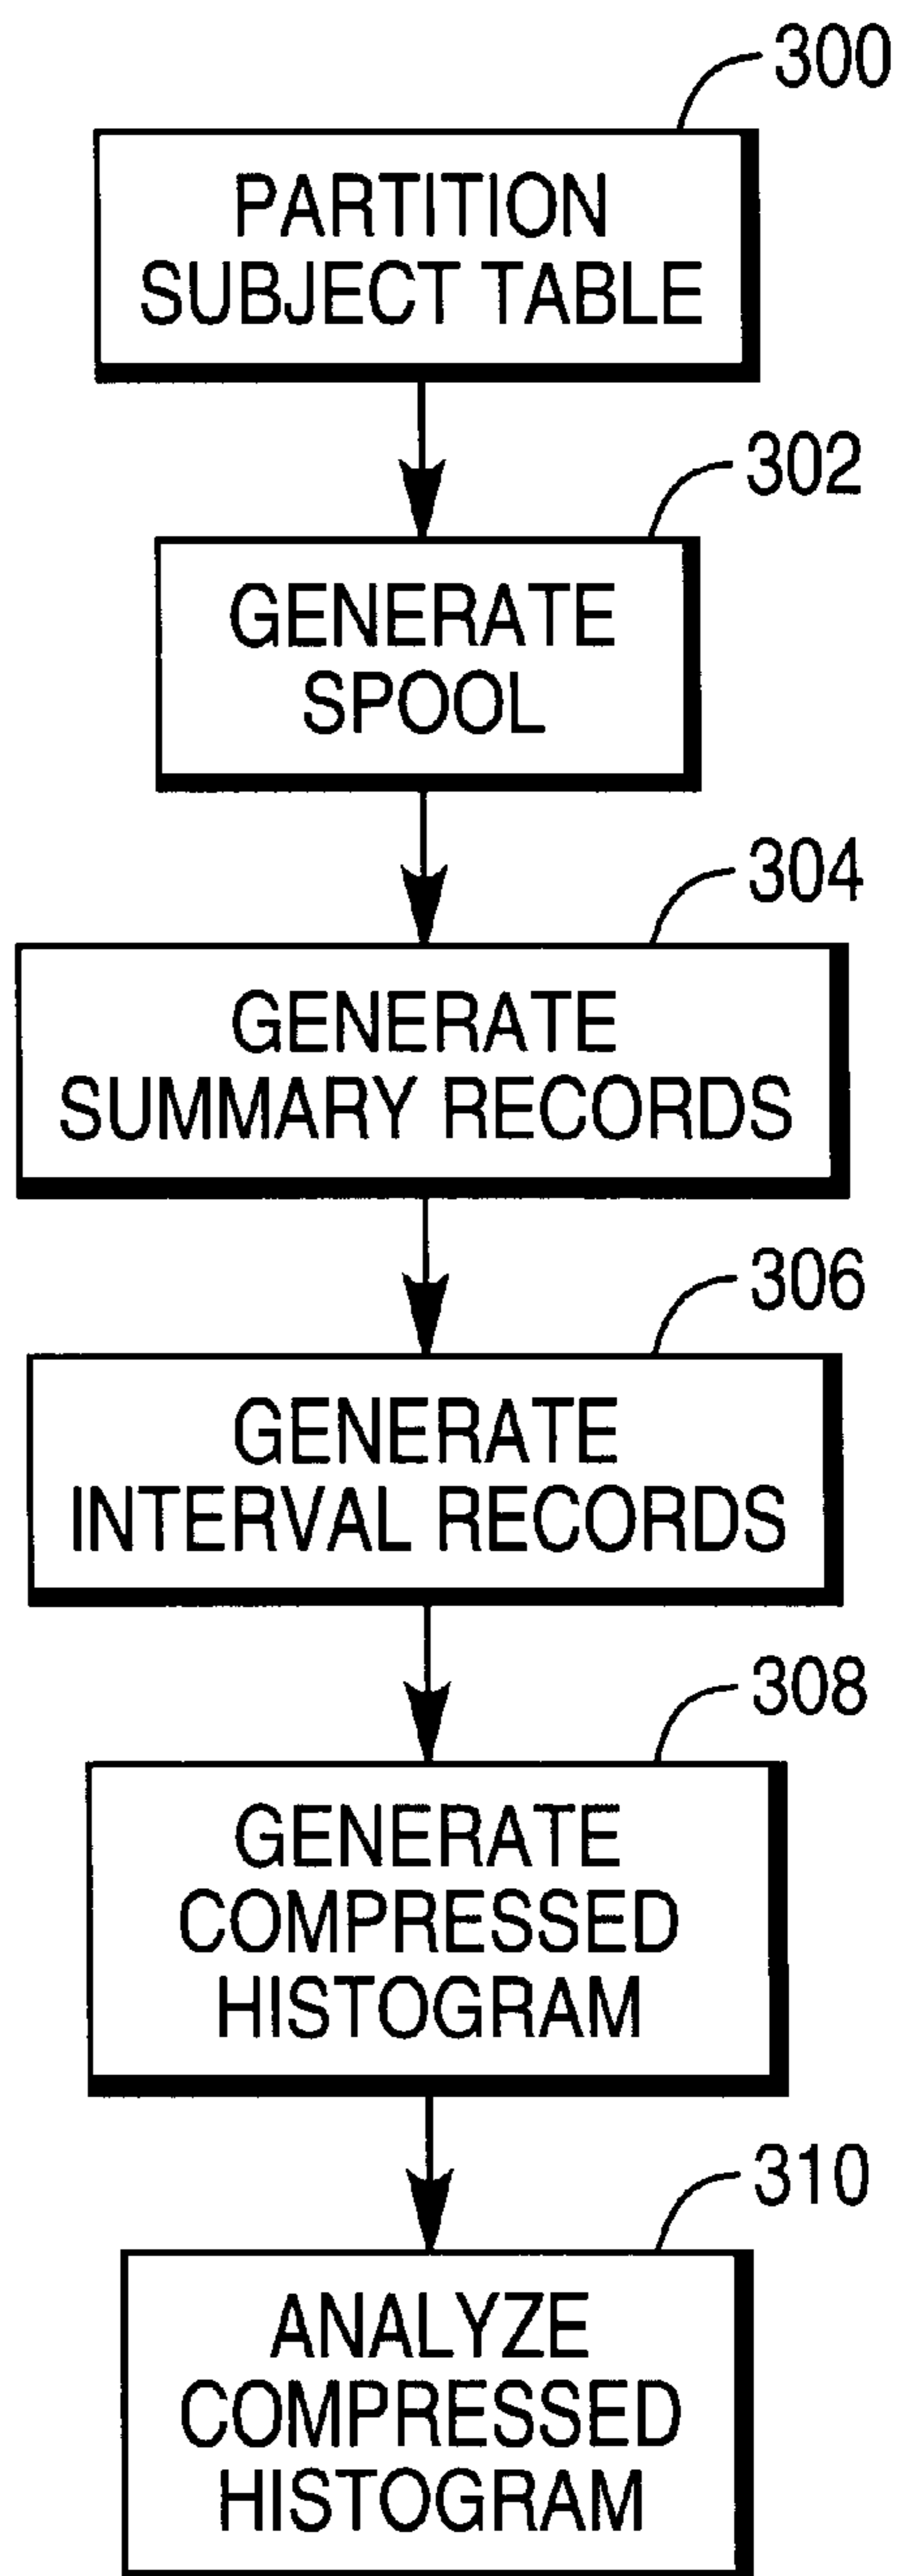 300
PARTITION
SUBJECT TABLE
302
GENERATE
SPOOL
304
GENERATE
SUMMARY RECORDS
306
GENERATE
INTERVAL RECORDS
308
GENERATE
COMPRESSED
HISTOGRAM
310
ANALYZE
COMPRESSED
HISTOGRAM